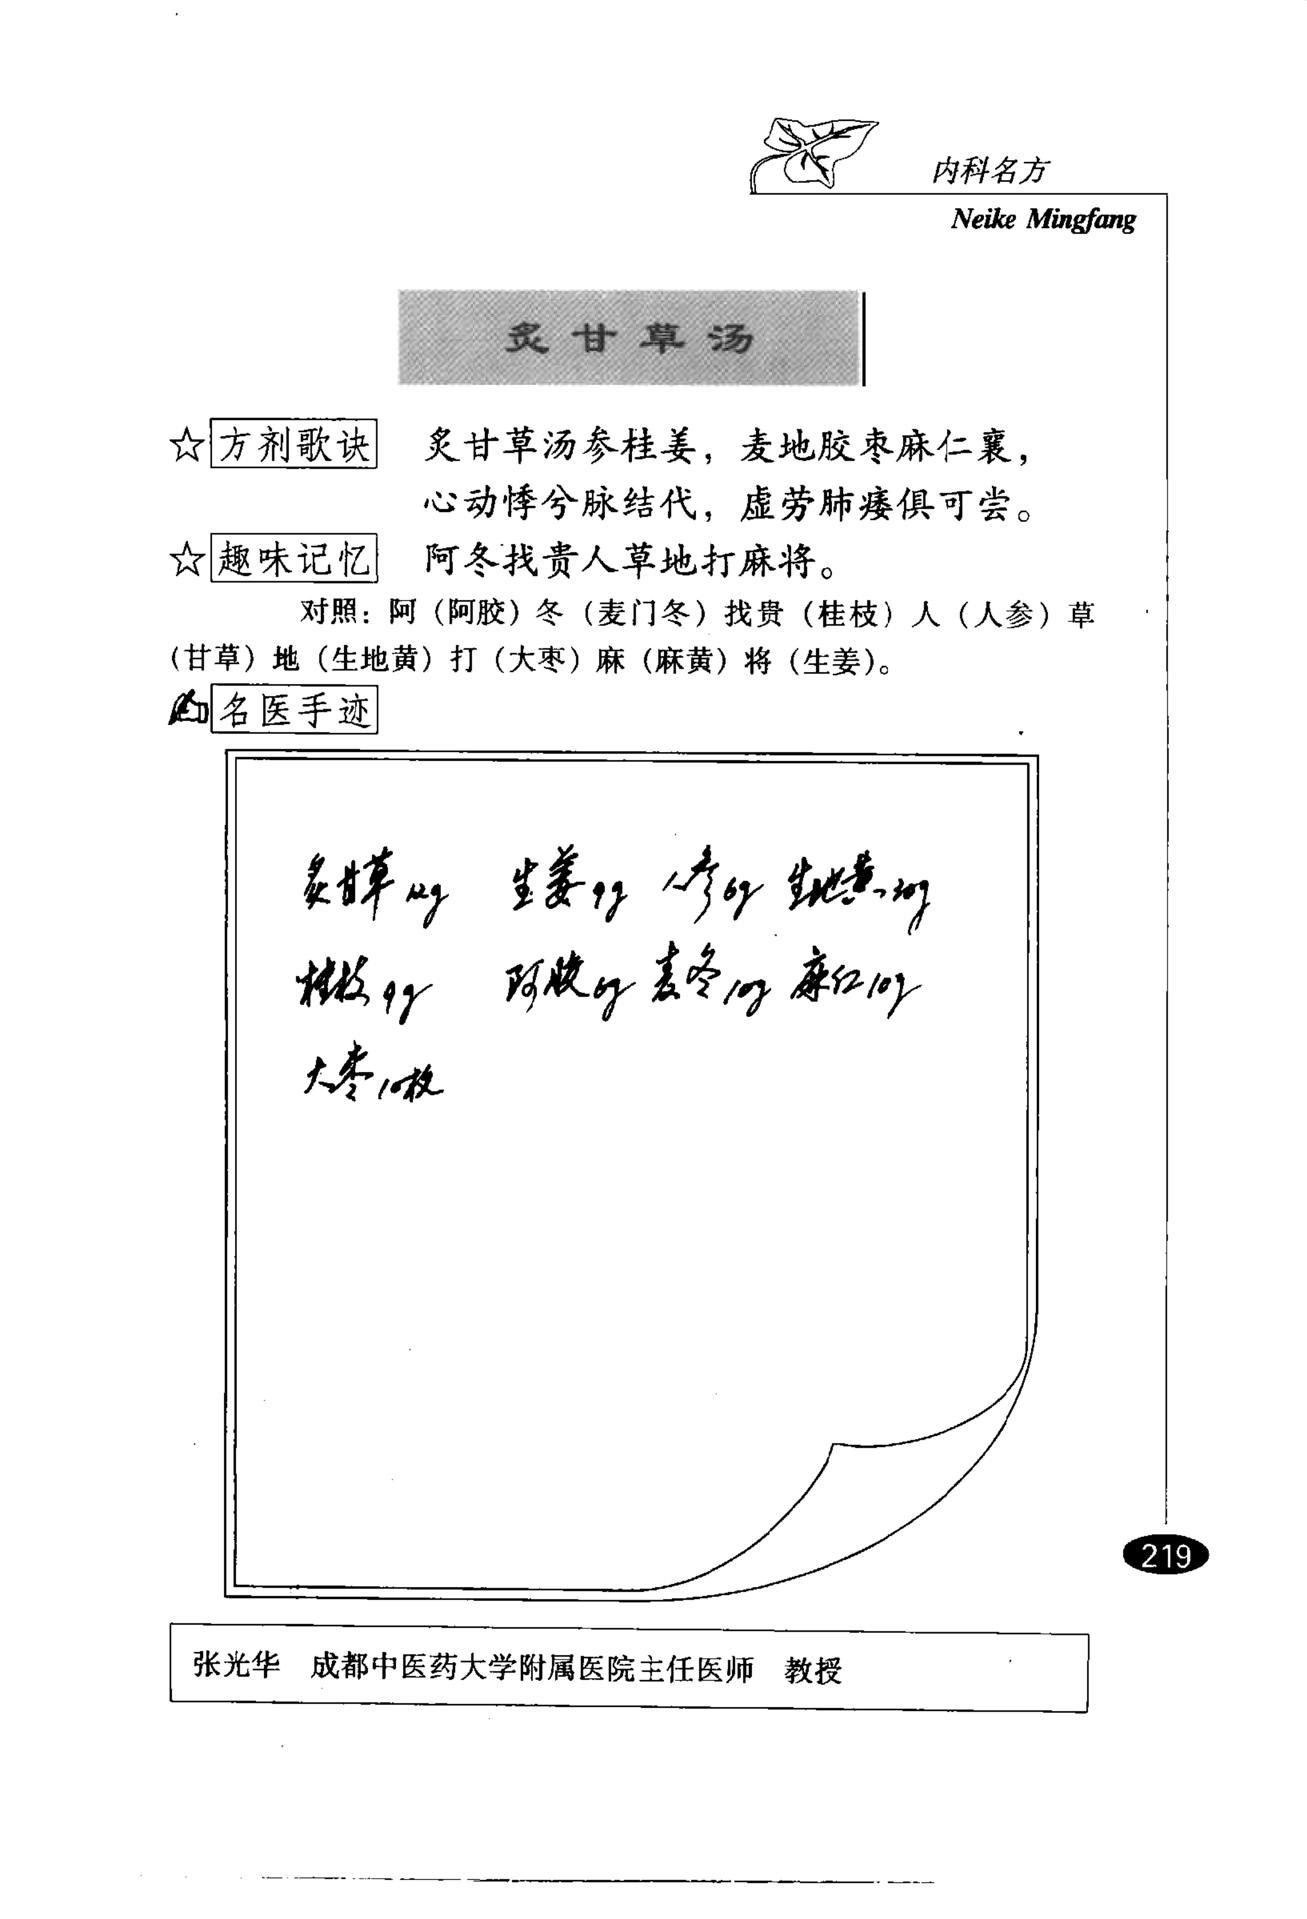 内科名方
Neike Mingfang
炙甘草汤
☆方剂歌诀 炙甘草汤参桂姜，麦地胶枣麻仁襄，
心动悸兮脉结代，虚劳肺痿俱可尝。
☆趣味记忆 阿冬找贵人草地打麻将。
对照：阿（阿胶）冬（麦门冬）找贵（桂枝）人（人参）草
（甘草）地（生地黄）打（大枣）麻（麻黄）将（生姜）。
名医手迹
炙甘草12g 生姜9g 人参6g 生地黄30g
桂枝9g 阿胶6g 麦冬10g 麻仁10g
大枣10枚
219
张光华 成都中医药大学附属医院主任医师 教授